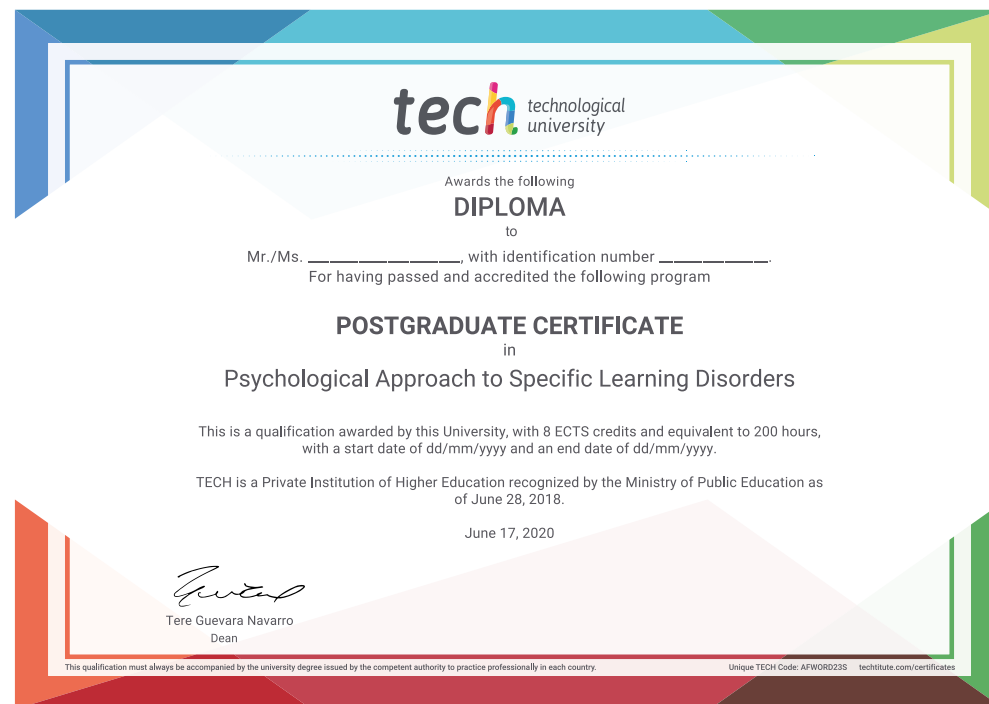 tech technological
university
Awards the following
DIPLOMA
to
Mr./Ms. __________________, with identification number _____________.
For having passed and accredited the following program
POSTGRADUATE CERTIFICATE
in
Psychological Approach to Specific Learning Disorders
This is a qualification awarded by this University, with 8 ECTS credits and equivalent to 200 hours,
with a start date of dd/mm/yyyy and an end date of dd/mm/yyyy.
TECH is a Private Institution of Higher Education recognized by the Ministry of Public Education as
of June 28, 2018.
June 17, 2020
Tere Guevara Navarro
Dean
This qualification must always be accompanied by the university degree issued by the competent authority to practice professionally in each country.
Unique TECH Code: AFWORD23S techtitute.com/certificates